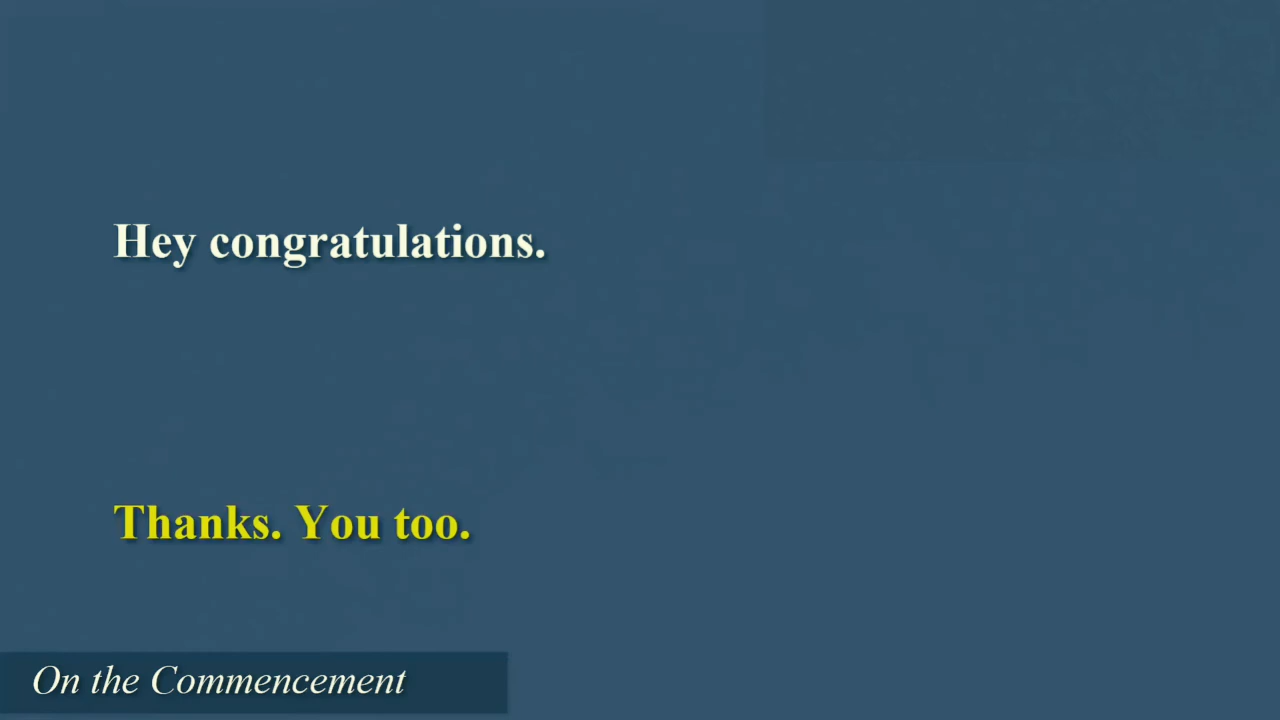 Hey congratulations.
Thanks. You too.
On the Commencement